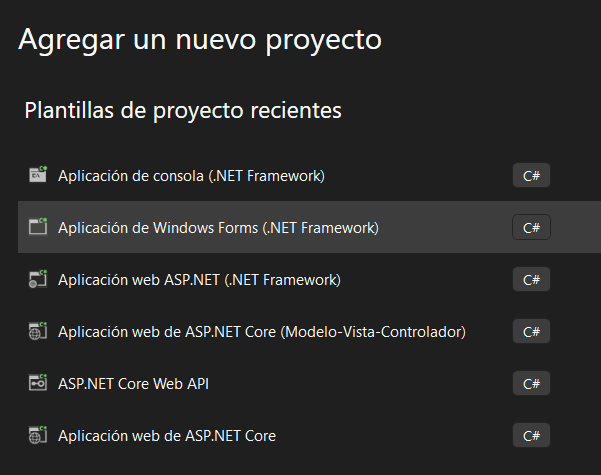 Agregar un nuevo proyecto
Plantillas de proyecto recientes
Aplicación de consola (.NET Framework) C#
Aplicación de Windows Forms (.NET Framework) C#
Aplicación web ASP.NET (.NET Framework) C#
Aplicación web de ASP.NET Core (Modelo-Vista-Controlador) C#
ASP.NET Core Web API C#
Aplicación web de ASP.NET Core C#